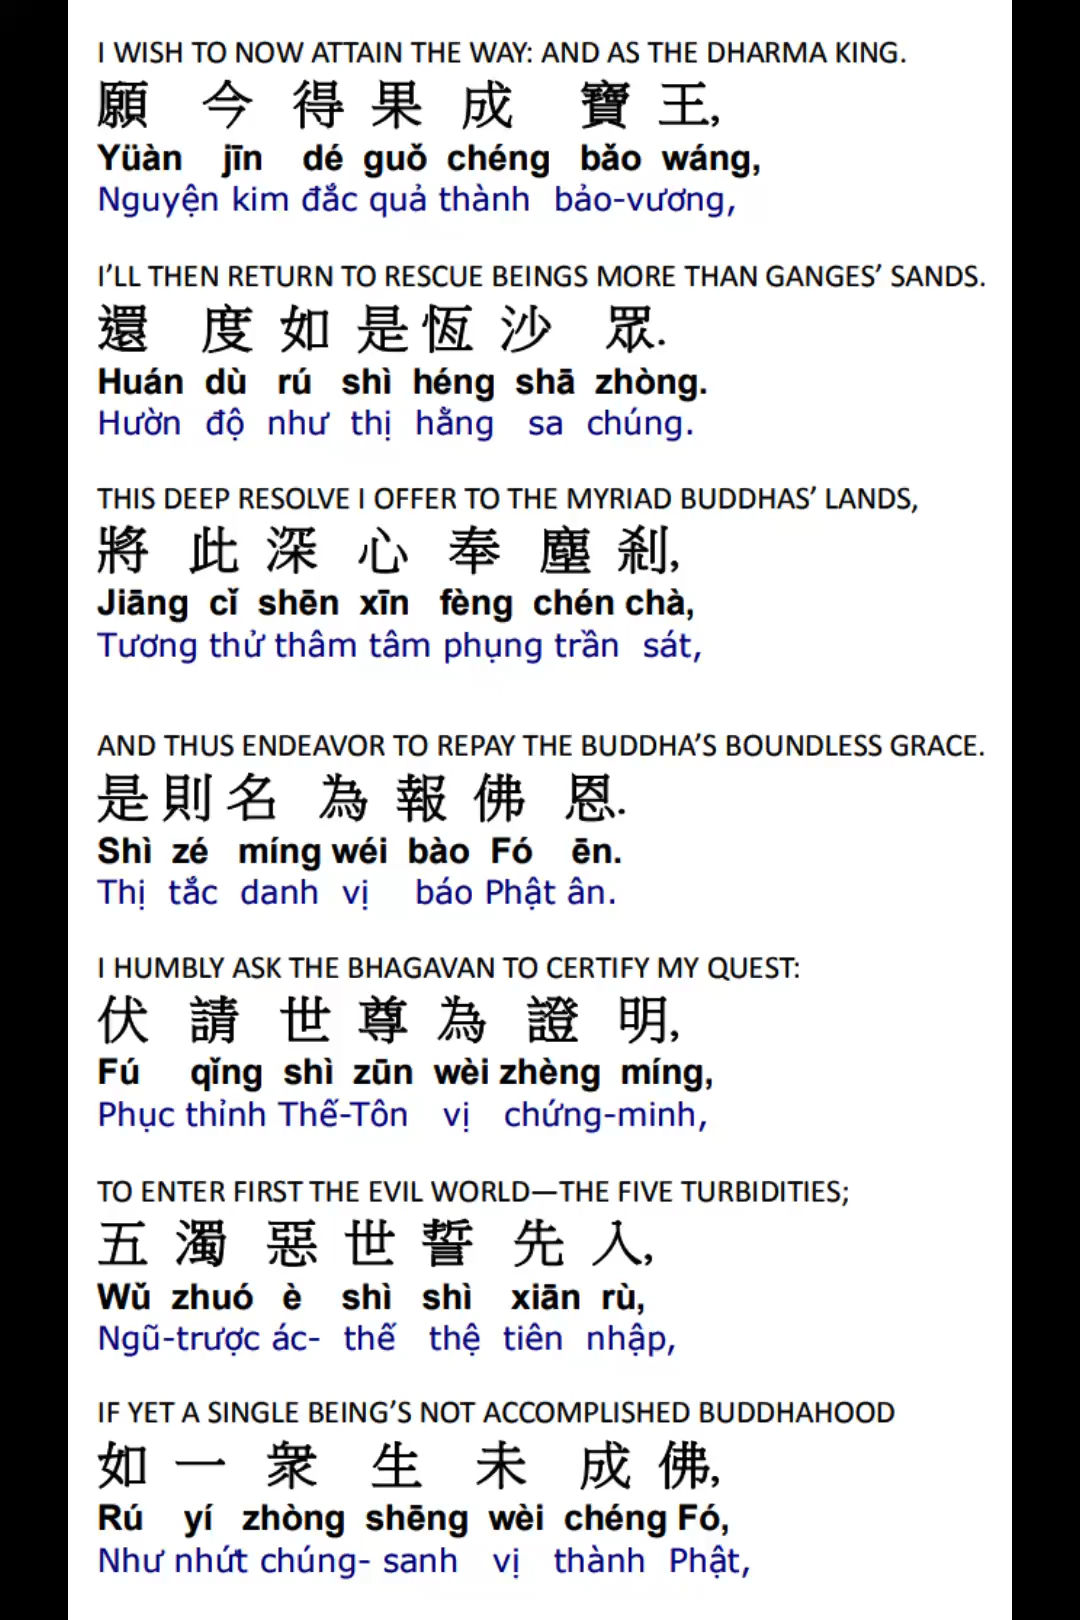 I WISH TO NOW ATTAIN THE WAY: AND AS THE DHARMA KING.
願 今 得 果 成 寶 王,
Yüàn jīn dé guǒ chéng bǎo wáng,
Nguyện kim đắc quả thành bảo-vương,
I'LL THEN RETURN TO RESCUE BEINGS MORE THAN GANGES' SANDS.
還 度 如 是 恆 沙 眾.
Huán dù rú shì héng shā zhòng.
Hườn độ như thị hằng sa chúng.
THIS DEEP RESOLVE I OFFER TO THE MYRIAD BUDDHAS' LANDS,
將 此 深 心 奉 塵 剎,
Jiāng cǐ shēn xīn fèng chén chà,
Tương thử thâm tâm phụng trần sát,
AND THUS ENDEAVOR TO REPAY THE BUDDHA'S BOUNDLESS GRACE.
是 則 名 為 報 佛 恩.
Shì zé míng wéi bào Fó ēn.
Thị tắc danh vị báo Phật ân.
I HUMBLY ASK THE BHAGAVAN TO CERTIFY MY QUEST:
伏 請 世 尊 為 證 明,
Fú qǐng shì zūn wèi zhèng míng,
Phục thỉnh Thế-Tôn vị chứng-minh,
TO ENTER FIRST THE EVIL WORLD—THE FIVE TURBIDITIES;
五 濁 惡 世 誓 先 入,
Wǔ zhuó è shì shì xiān rù,
Ngũ-trược ác- thế thệ tiên nhập,
IF YET A SINGLE BEING'S NOT ACCOMPLISHED BUDDHAHOOD
如 一 衆 生 未 成 佛,
Rú yí zhòng shēng wèi chéng Fó,
Như nhứt chúng- sanh vị thành Phật,